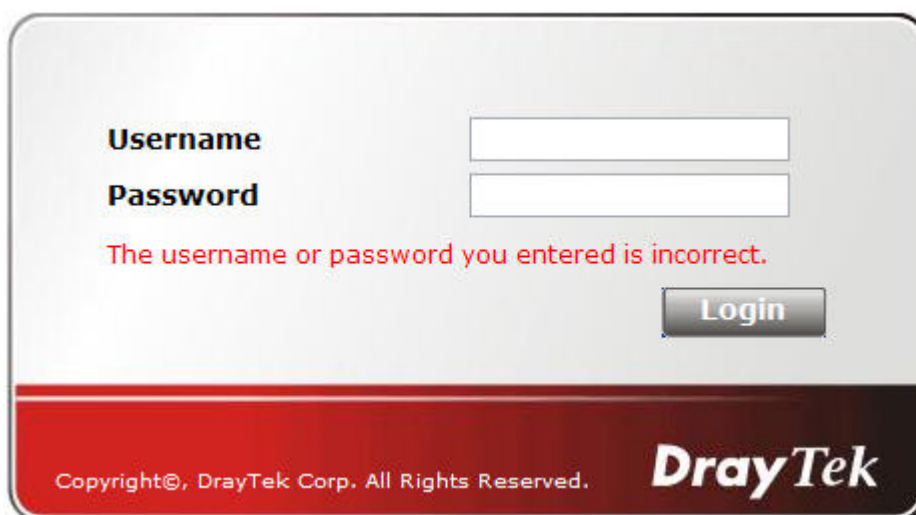 Username
Password
The username or password you entered is incorrect.
Login
Copyright©, DrayTek Corp. All Rights Reserved.
DrayTek